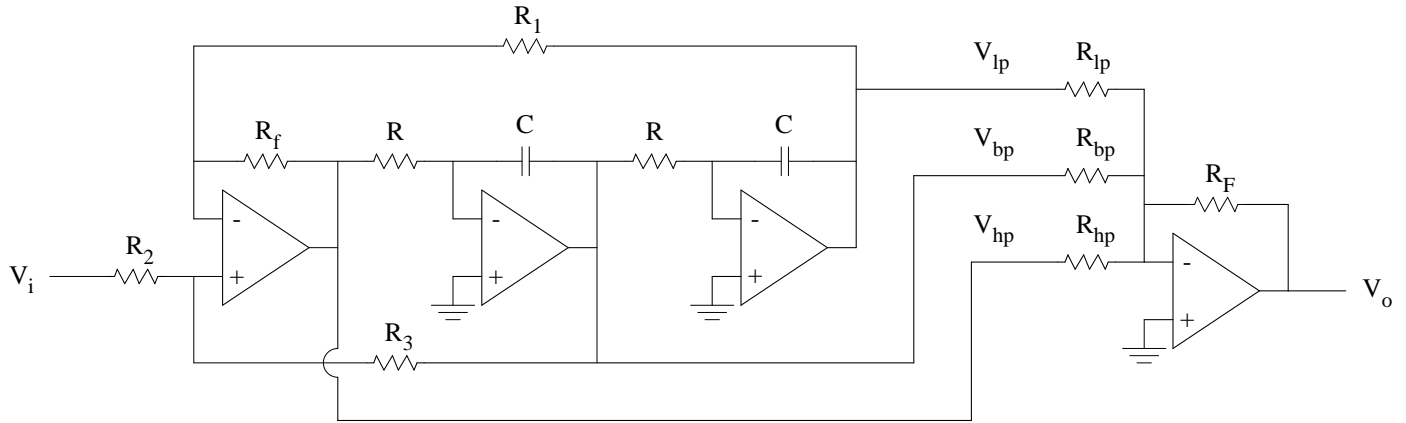 R1
Vlp Rlp
Rf R C R C
Vbp Rbp
RF
- - -
R2
Vhp Rhp
Vi + + + -
Vo
R3 +